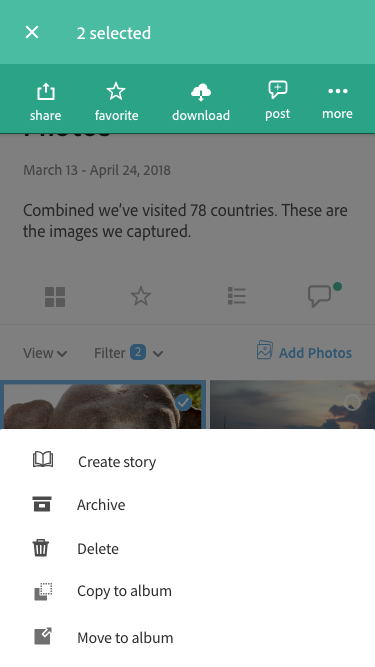 2 selected
share
favorite
download
post
more
Photos
March 13 - April 24, 2018
Combined we've visited 78 countries. These are
the images we captured.
View
Filter 2
Add Photos
Create story
Archive
Delete
Copy to album
Move to album